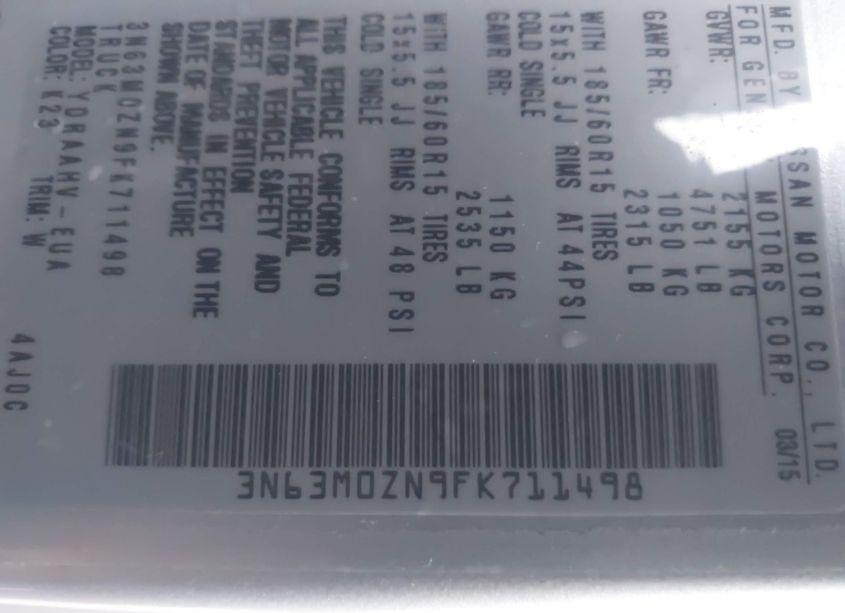 MFD. BY SSAN MOTOR CO., LTD.
FOR GEN MOTORS CORP. 03/15
GVWR: 2155 KG
4751 LB
GAWR FR: 1050 KG
2315 LB
WITH 185/60R15 TIRES
15x5.5 JJ RIMS AT 44PSI
COLD SINGLE
GAWR RR: 1150 KG
2535 LB
WITH 185/60R15 TIRES
15x5.5 JJ RIMS AT 48 PSI
COLD SINGLE
THIS VEHICLE CONFORMS TO
ALL APPLICABLE FEDERAL
MOTOR VEHICLE SAFETY AND
THEFT PREVENTION
STANDARDS IN EFFECT ON THE
DATE OF MANUFACTURE
SHOWN ABOVE.
3N63M0ZN9FK711498
TRUCK
MODEL: YDRAAHV-EUA
COLOR: K23 TRIM: W
4AJ0C
3N63M0ZN9FK711498